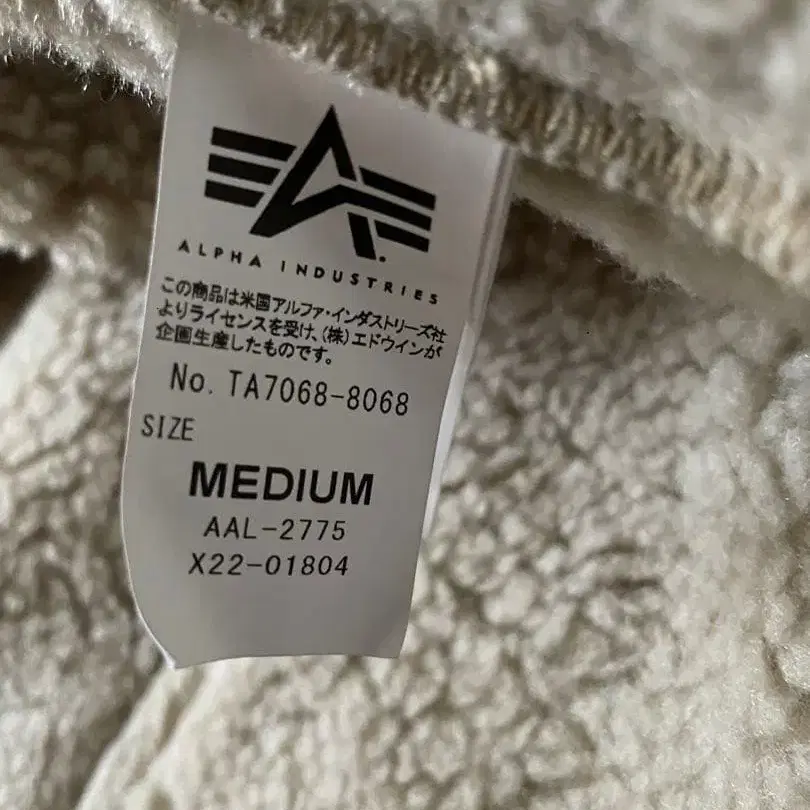 ALPHA INDUSTRIES
この商品は米国アルファ・インダストリーズ社
よりライセンスを受け、(株)エドウインが
企画生産したものです。
No. TA7068-8068
SIZE
MEDIUM
AAL-2775
X22-01804